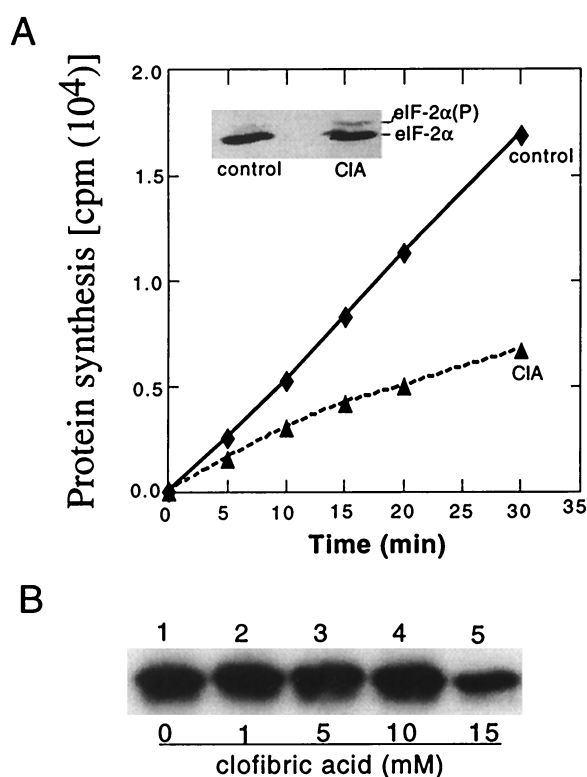 A
Protein synthesis [cpm (10⁴)]
2.0
1.5
1.0
0.5
0.0
eIF-2α(P)
eIF-2α
control
ClA
control
ClA
0 5 10 15 20 25 30 35
Time (min)
B
1 2 3 4 5
0 1 5 10 15
clofibric acid (mM)